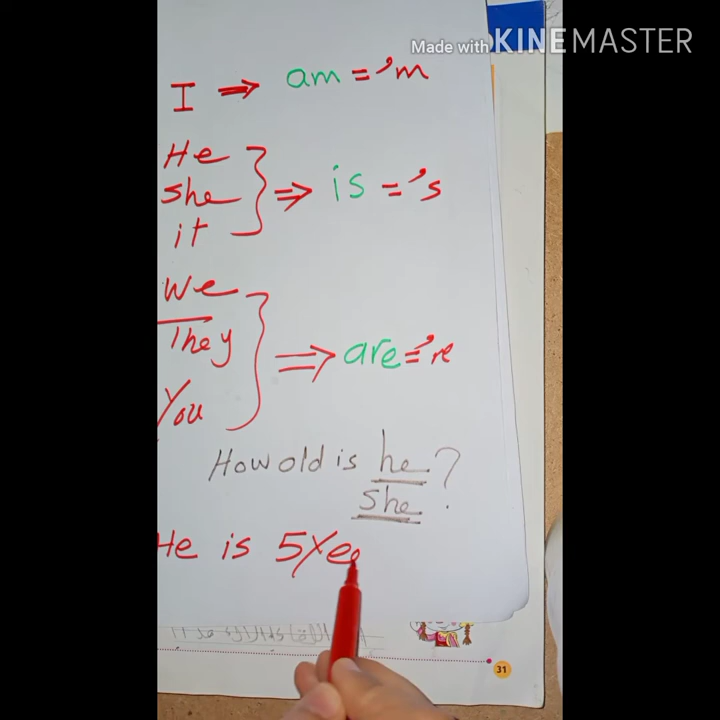 Made with KINEMASTER
I ⇒ am = 'm
He
she
it
⇒ is = 's
We
They
You
⇒ are = 're
How old is he ?
she
He is 5 Ye
31